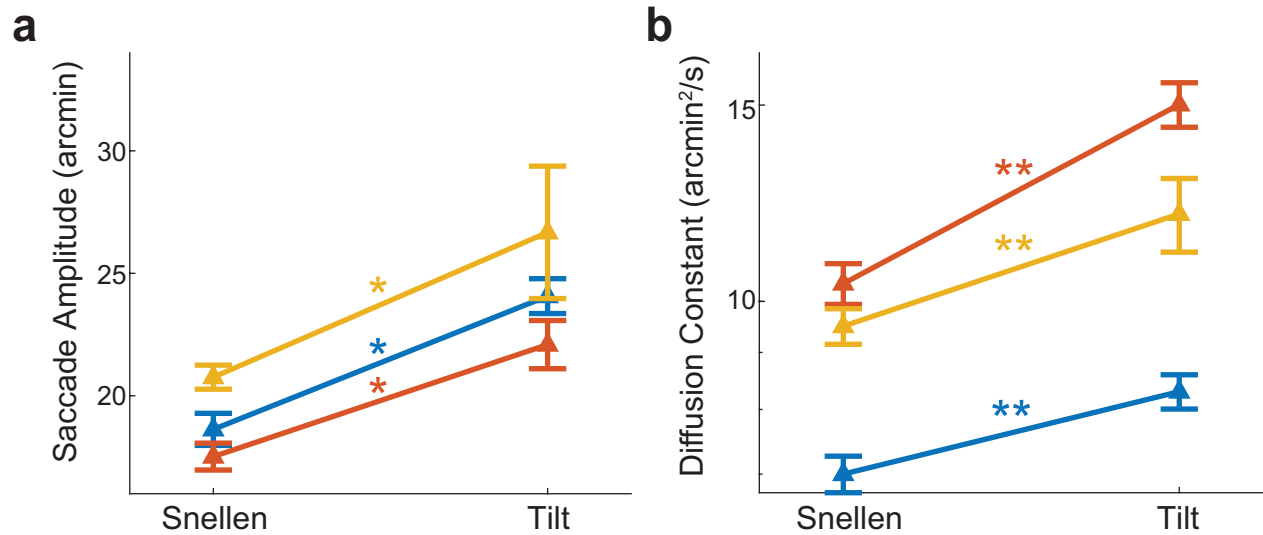 a
Saccade Amplitude (arcmin)
30
25
20
*
*
*
Snellen
Tilt
b
Diffusion Constant (arcmin²/s)
15
10
**
**
**
Snellen
Tilt